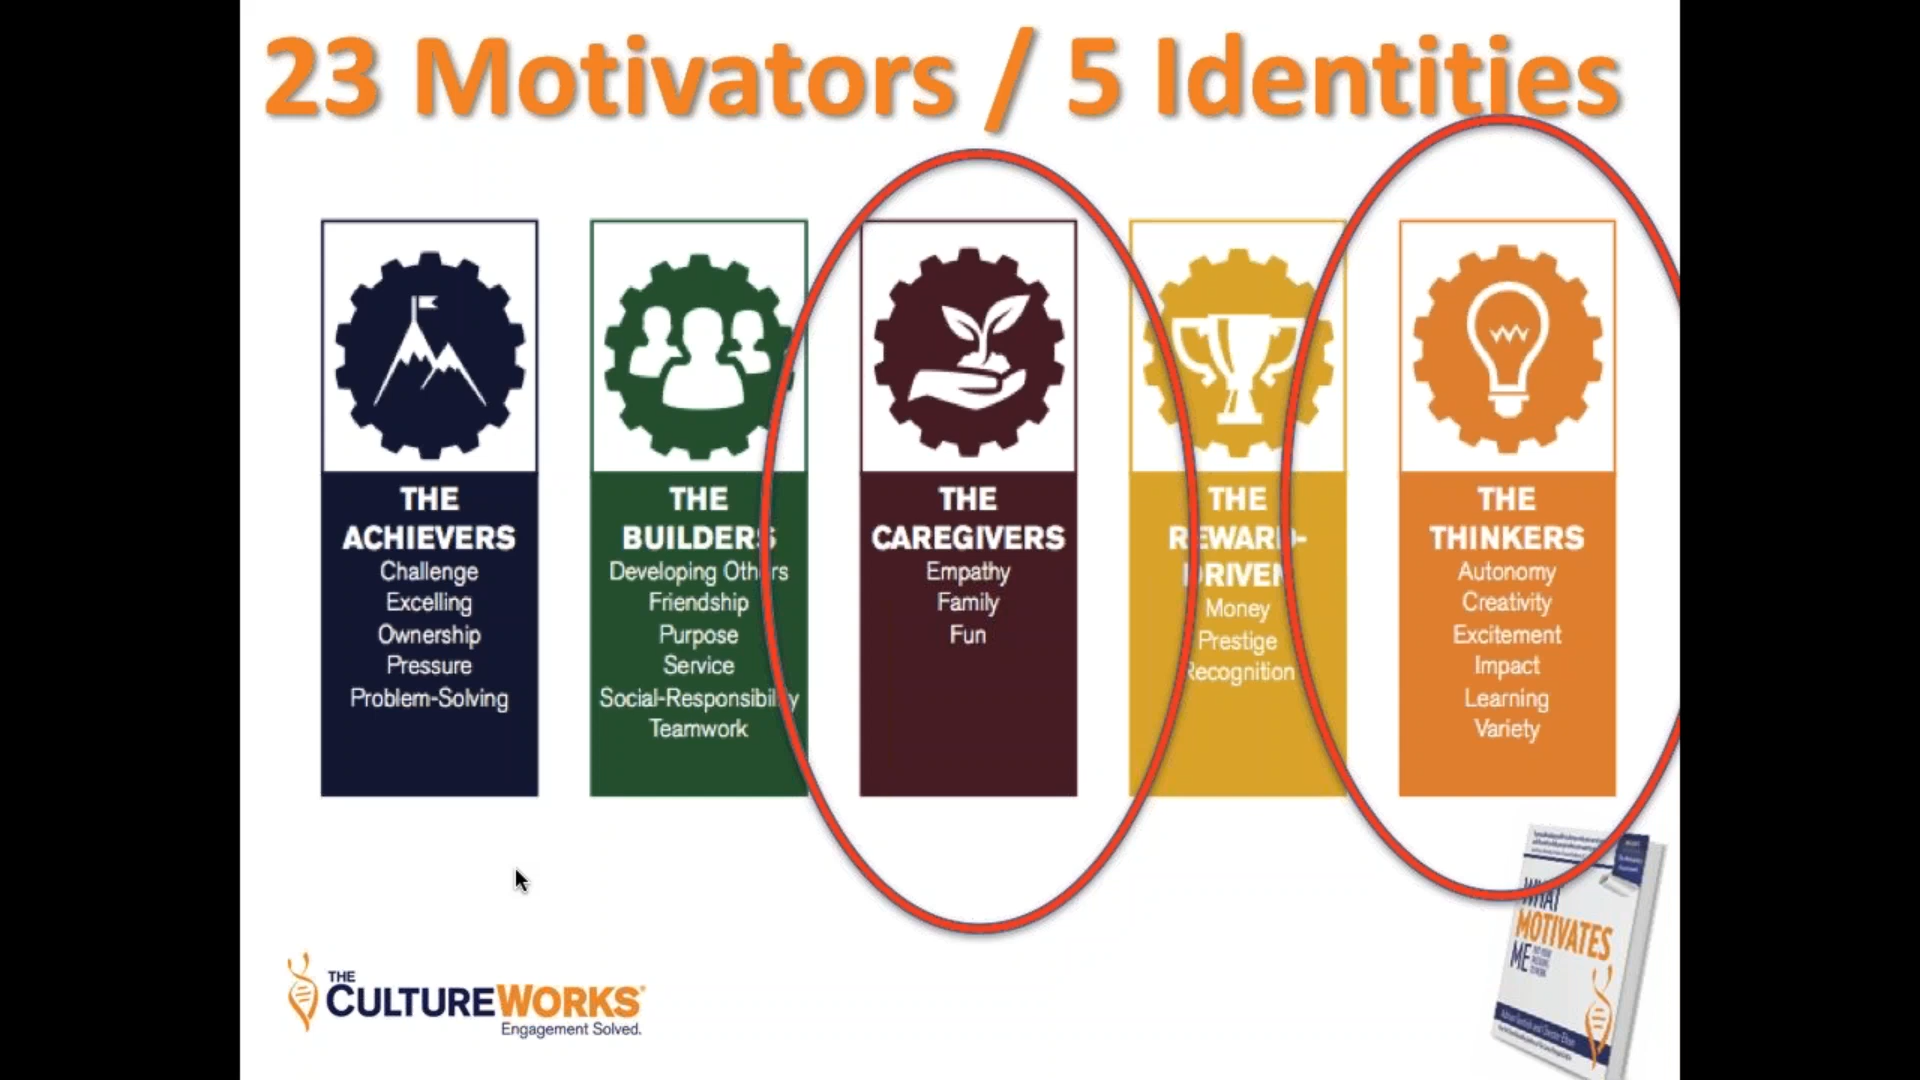 23 Motivators / 5 Identities
THE
ACHIEVERS
Challenge
Excelling
Ownership
Pressure
Problem-Solving
THE
BUILDERS
Developing Others
Friendship
Purpose
Service
Social-Responsibility
Teamwork
THE
CAREGIVERS
Empathy
Family
Fun
THE
REWARD-
DRIVEN
Money
Prestige
Recognition
THE
THINKERS
Autonomy
Creativity
Excitement
Impact
Learning
Variety
THE
CULTUREWORKS®
Engagement Solved.
WHAT
MOTIVATES
ME